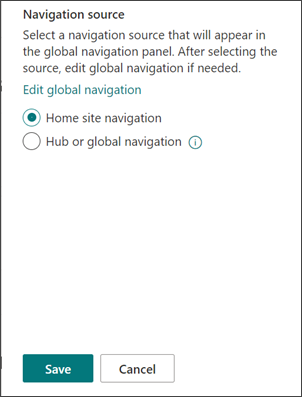 Navigation source
Select a navigation source that will appear in
the global navigation panel. After selecting the
source, edit global navigation if needed.
Edit global navigation
Home site navigation
Hub or global navigation
Save
Cancel